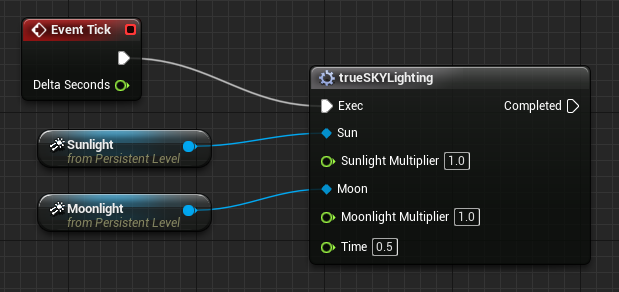 Event Tick
Delta Seconds
trueSKYLighting
Exec Completed
Sunlight
from Persistent Level
Sun
Sunlight Multiplier 1.0
Moonlight
from Persistent Level
Moon
Moonlight Multiplier 1.0
Time 0.5